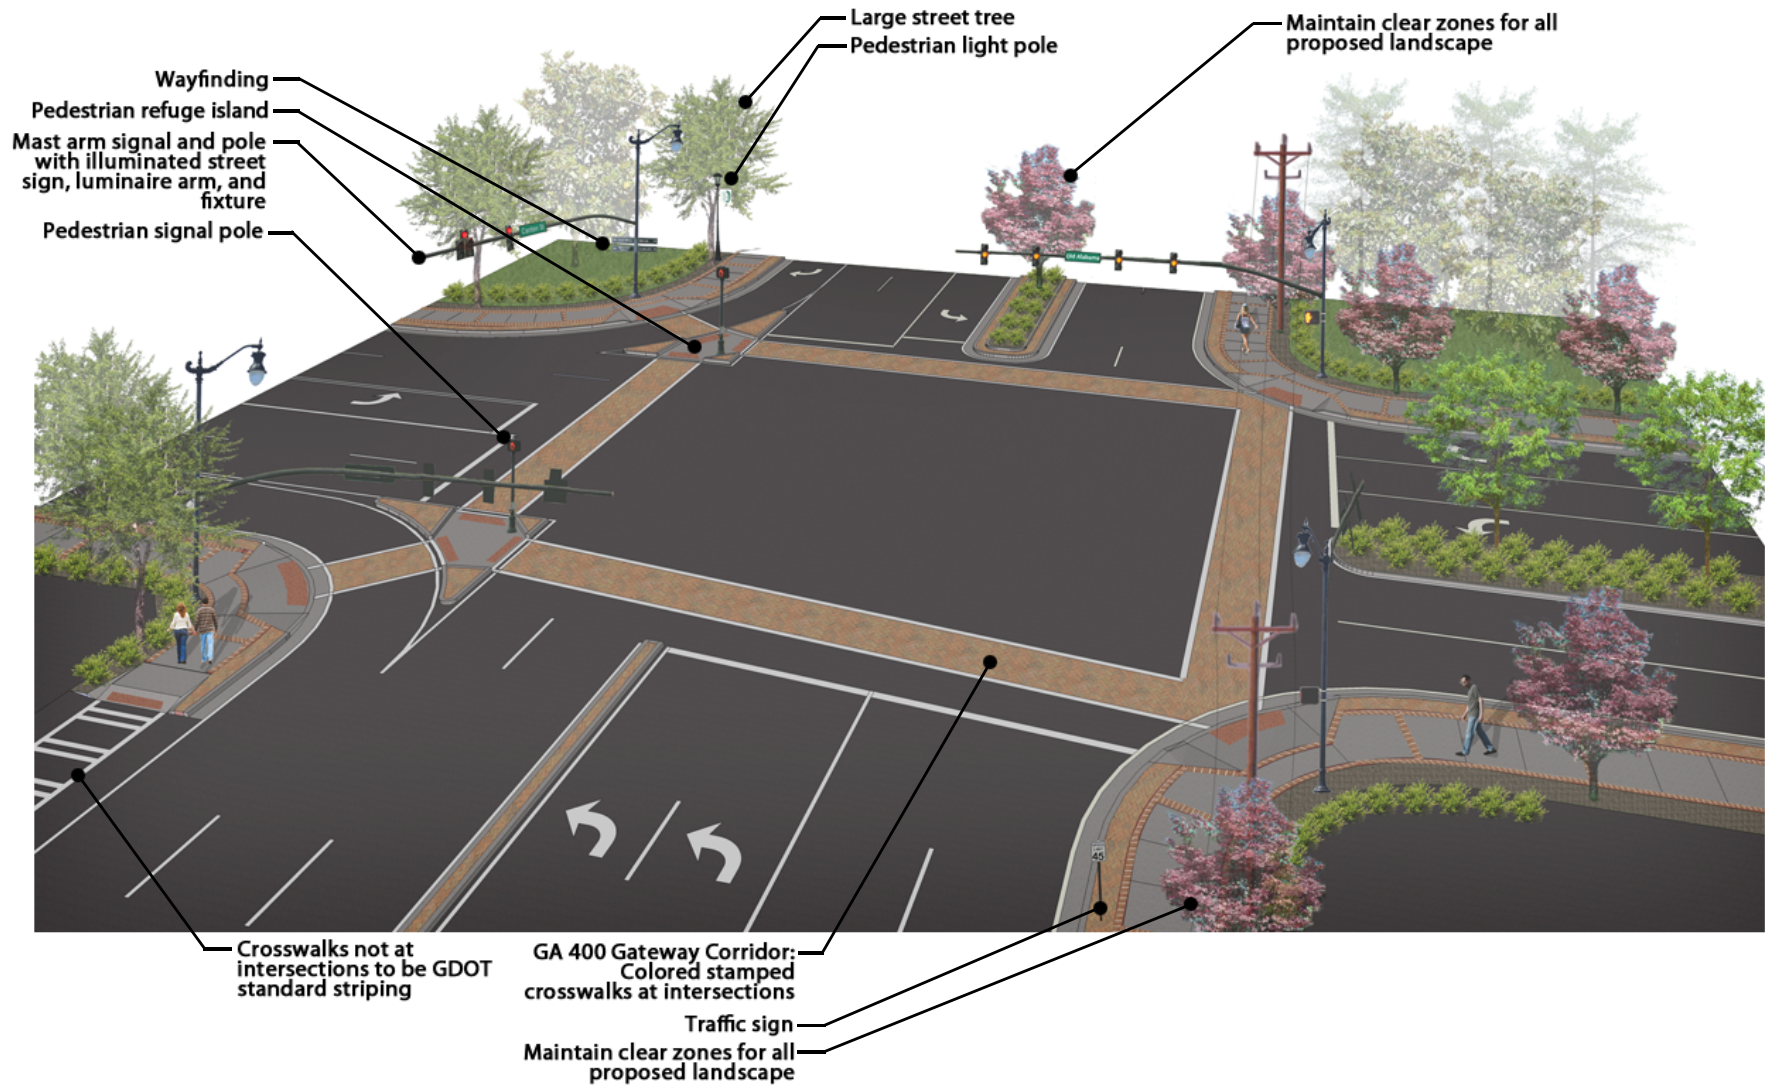 Large street tree
Pedestrian light pole
Maintain clear zones for all
proposed landscape
Wayfinding
Pedestrian refuge island
Mast arm signal and pole
with illuminated street
sign, luminaire arm, and
fixture
Pedestrian signal pole
Canton St
Old Alabama
45
Crosswalks not at
intersections to be GDOT
standard striping
GA 400 Gateway Corridor:
Colored stamped
crosswalks at intersections
Traffic sign
Maintain clear zones for all
proposed landscape